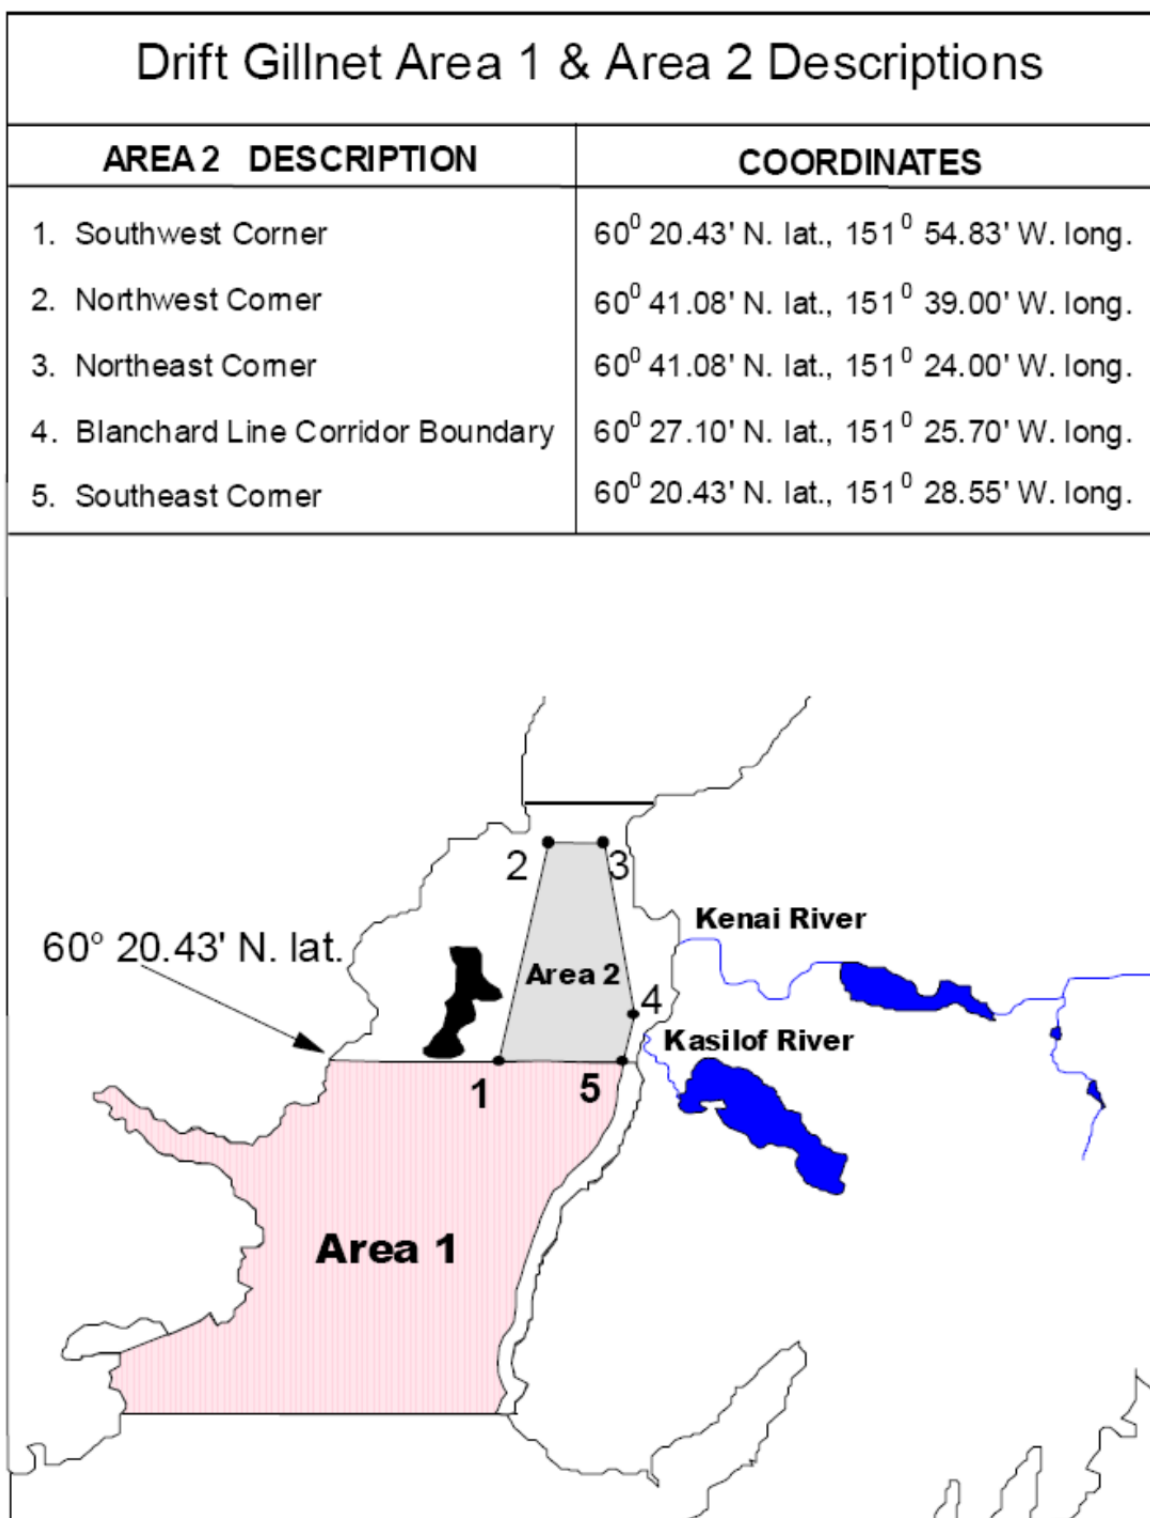 Drift Gillnet Area 1 & Area 2 Descriptions
AREA 2 DESCRIPTION COORDINATES
1. Southwest Corner 60⁰ 20.43' N. lat., 151⁰ 54.83' W. long.
2. Northwest Corner 60⁰ 41.08' N. lat., 151⁰ 39.00' W. long.
3. Northeast Corner 60⁰ 41.08' N. lat., 151⁰ 24.00' W. long.
4. Blanchard Line Corridor Boundary 60⁰ 27.10' N. lat., 151⁰ 25.70' W. long.
5. Southeast Corner 60⁰ 20.43' N. lat., 151⁰ 28.55' W. long.
2 3
Kenai River
60° 20.43' N. lat.
Area 2
4
Kasilof River
1 5
Area 1